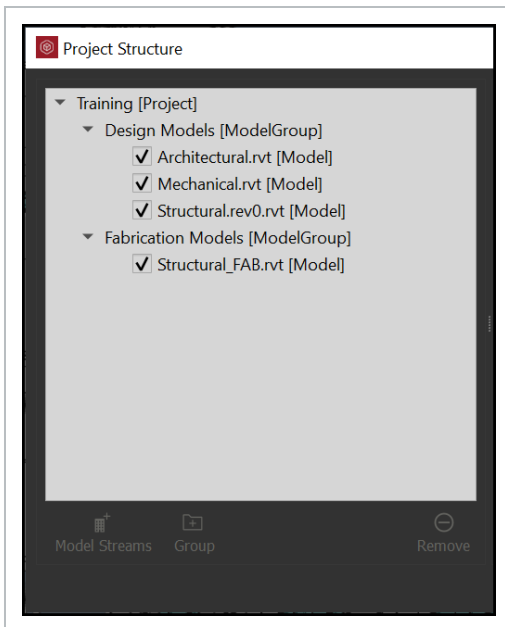 Project Structure
Training [Project]
Design Models [ModelGroup]
Architectural.rvt [Model]
Mechanical.rvt [Model]
Structural.rev0.rvt [Model]
Fabrication Models [ModelGroup]
Structural_FAB.rvt [Model]
Model Streams Group Remove